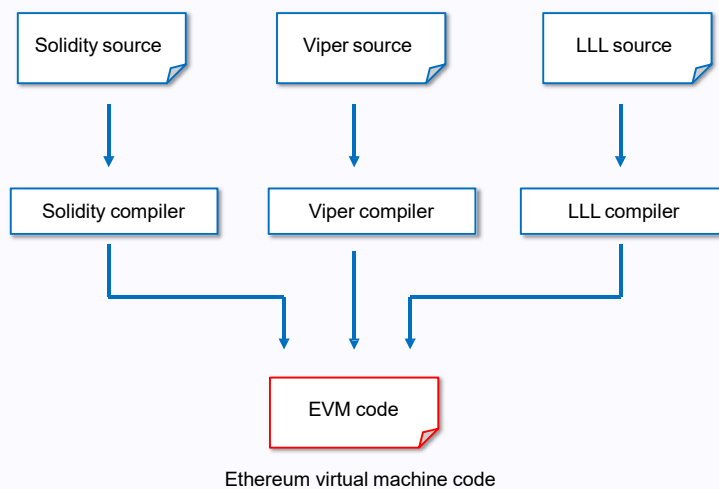 Solidity source
Viper source
LLL source
Solidity compiler
Viper compiler
LLL compiler
EVM code
Ethereum virtual machine code